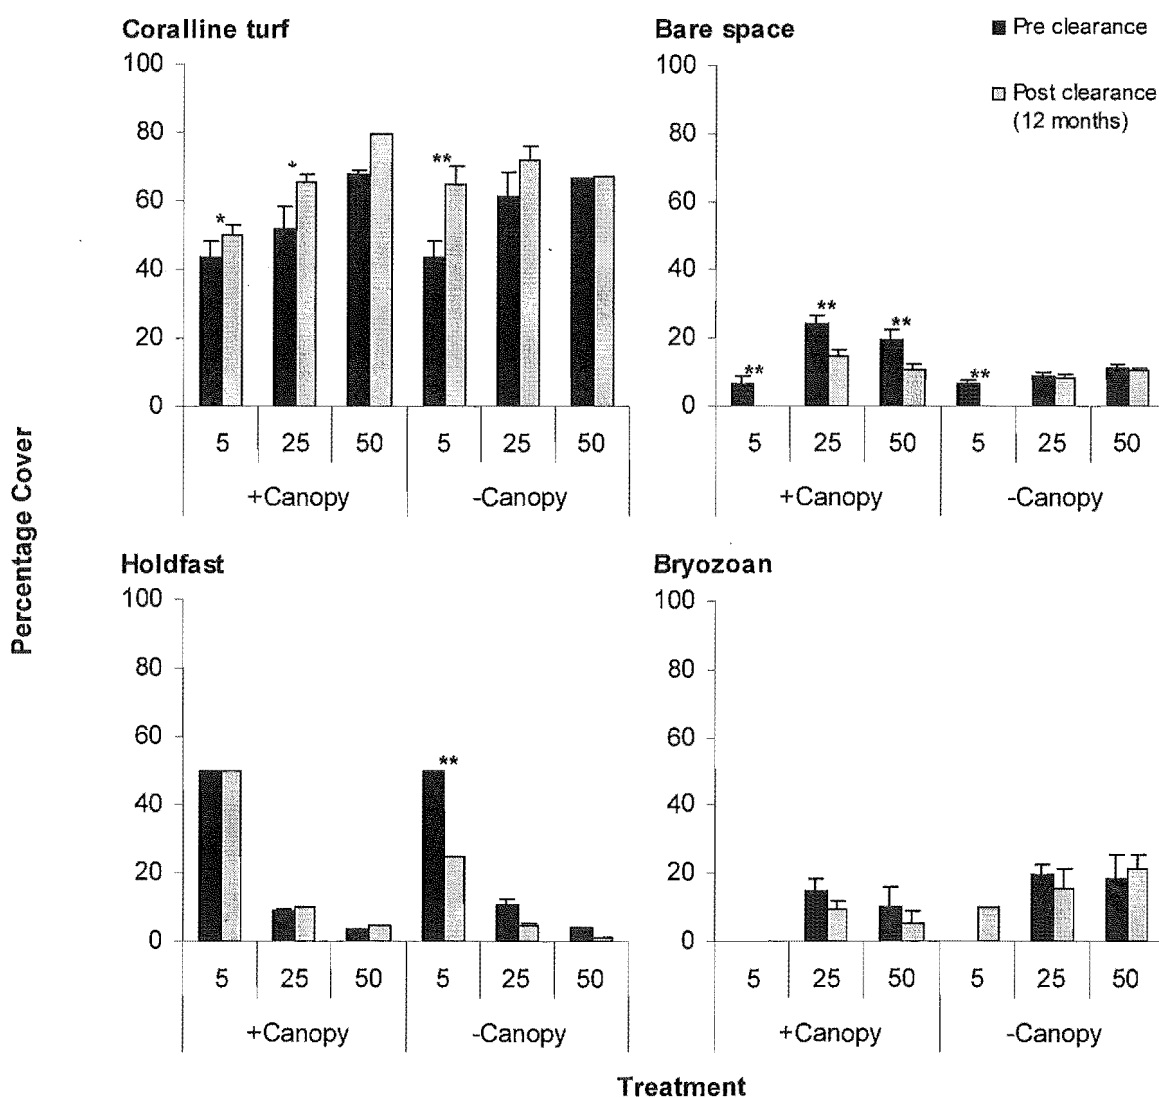 Coralline turf
100
80
60
40
20
0
* * **
5 25 50 5 25 50
+Canopy -Canopy
Bare space
100
80
60
40
20
0
** ** ** **
5 25 50 5 25 50
+Canopy -Canopy
Pre clearance
Post clearance
(12 months)
Percentage Cover
Holdfast
100
80
60
40
20
0
**
5 25 50 5 25 50
+Canopy -Canopy
Bryozoan
100
80
60
40
20
0
5 25 50 5 25 50
+Canopy -Canopy
Treatment